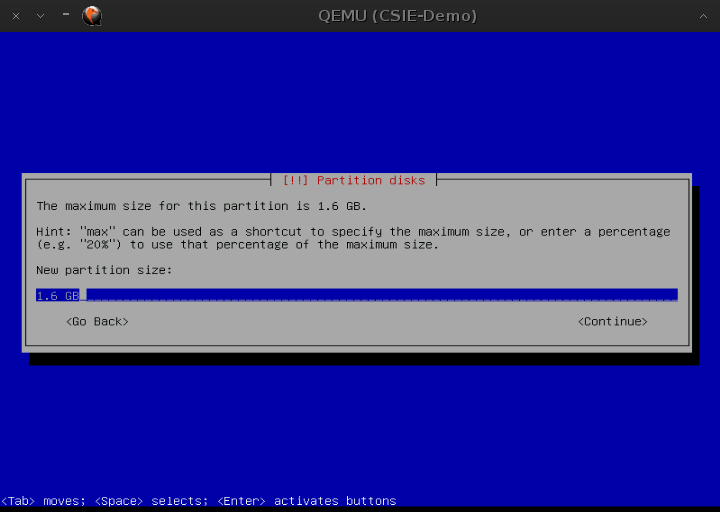 QEMU (CSIE-Demo)
[!!] Partition disks
The maximum size for this partition is 1.6 GB.
Hint: "max" can be used as a shortcut to specify the maximum size, or enter a percentage
(e.g. "20%") to use that percentage of the maximum size.
New partition size:
1.6 GB
<Go Back> <Continue>
<Tab> moves; <Space> selects; <Enter> activates buttons